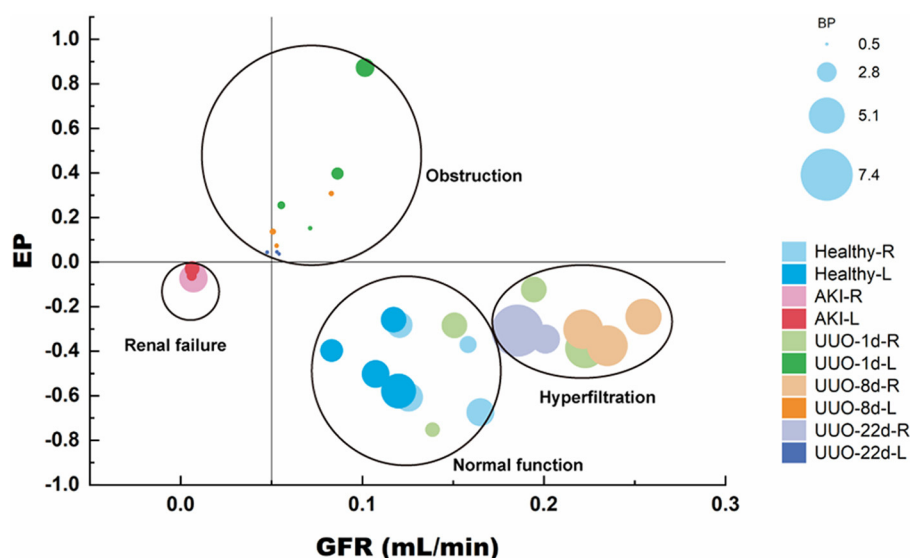 BP
0.5
2.8
5.1
7.4
1.0
0.8
0.6
0.4
0.2
0.0
-0.2
-0.4
-0.6
-0.8
-1.0
EP
Obstruction
Renal failure
Hyperfiltration
Normal function
0.0 0.1 0.2 0.3
GFR (mL/min)
Healthy-R
Healthy-L
AKI-R
AKI-L
UUO-1d-R
UUO-1d-L
UUO-8d-R
UUO-8d-L
UUO-22d-R
UUO-22d-L